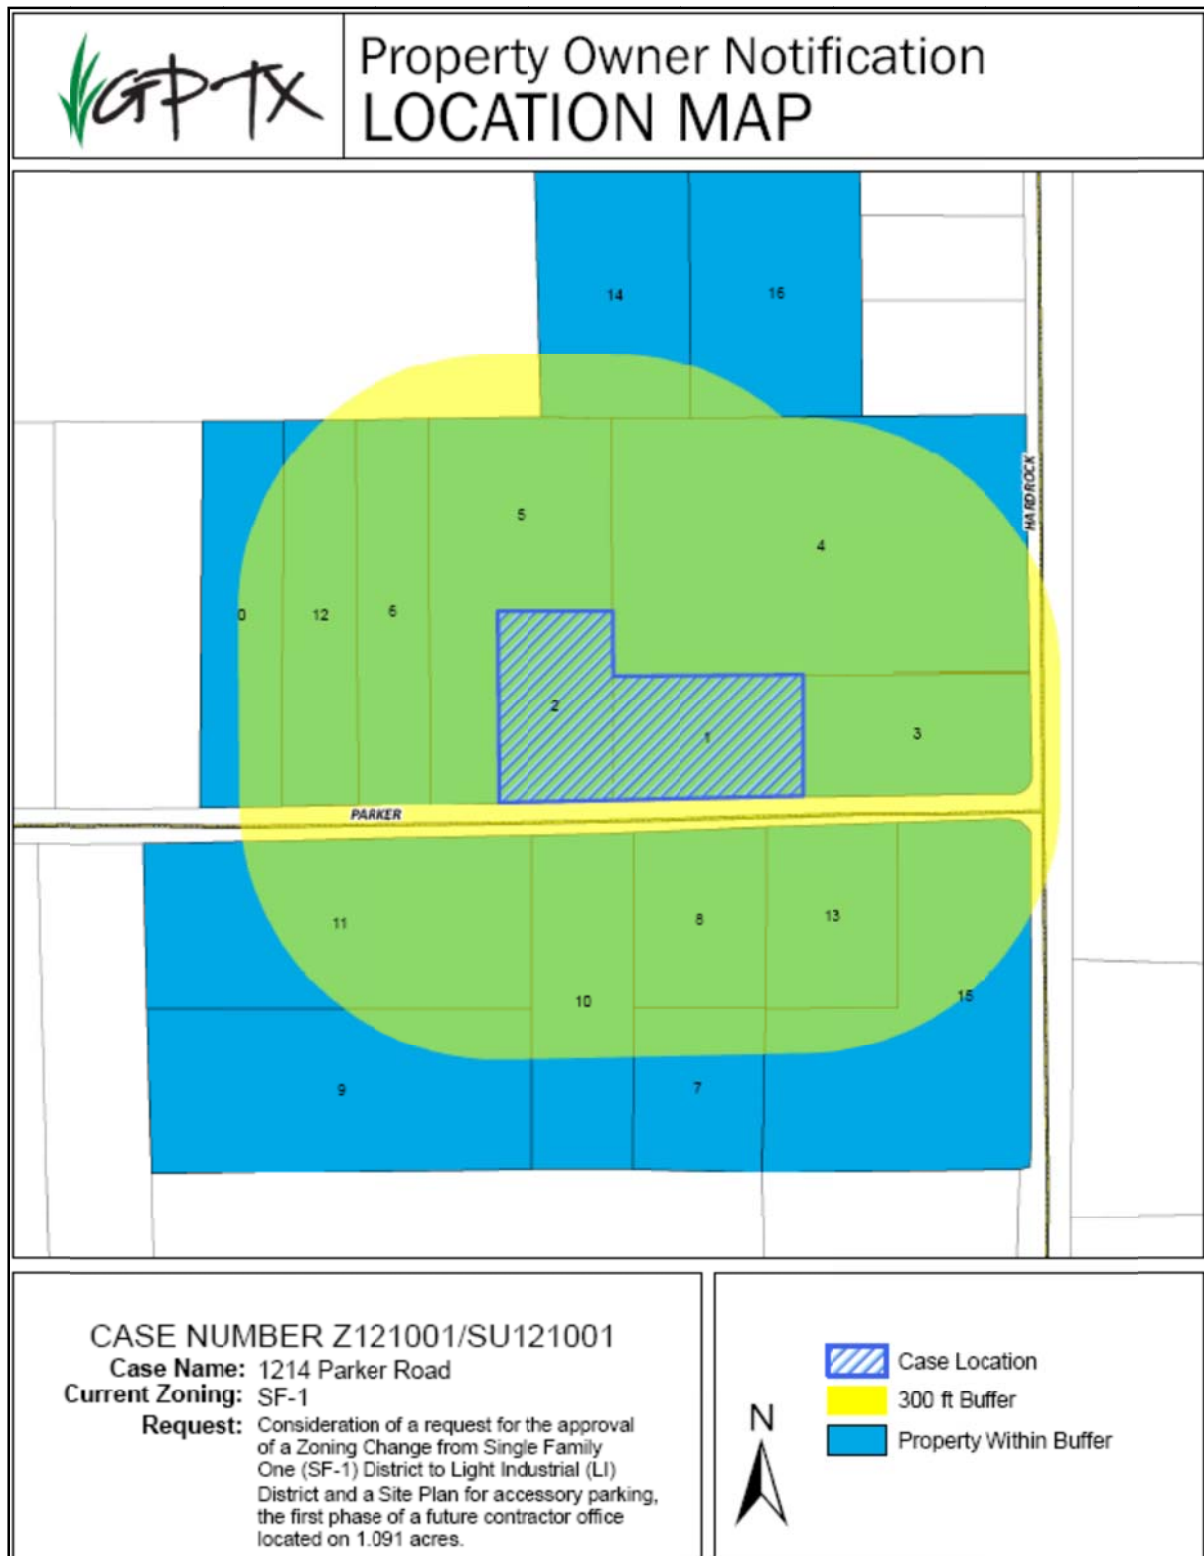 GPTX
Property Owner Notification
LOCATION MAP
14
16
HARDROCK
5
4
0
12
6
2
1
3
PARKER
11
8
13
10
15
9
7
CASE NUMBER Z121001/SU121001
Case Name: 1214 Parker Road
Current Zoning: SF-1
Request: Consideration of a request for the approval
of a Zoning Change from Single Family
One (SF-1) District to Light Industrial (LI)
District and a Site Plan for accessory parking,
the first phase of a future contractor office
located on 1.091 acres.
N
Case Location
300 ft Buffer
Property Within Buffer